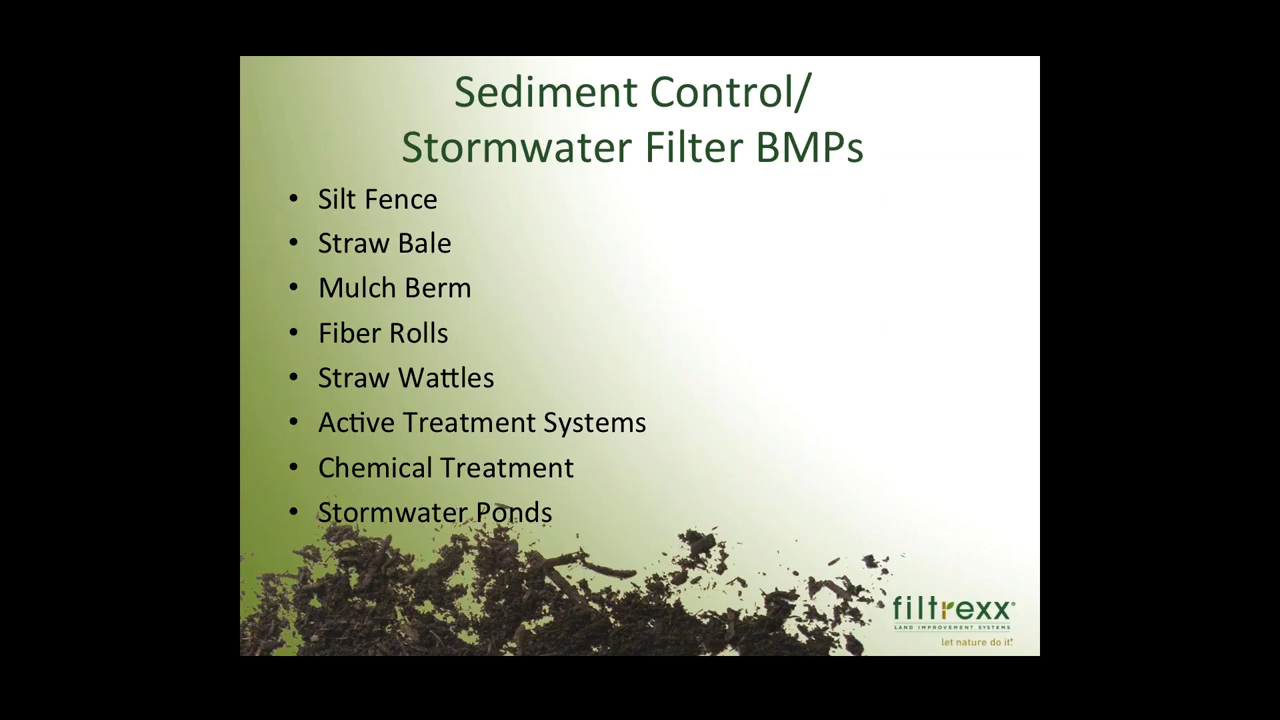 Sediment Control/
Stormwater Filter BMPs
• Silt Fence
• Straw Bale
• Mulch Berm
• Fiber Rolls
• Straw Wattles
• Active Treatment Systems
• Chemical Treatment
• Stormwater Ponds
filtrexx®
LAND IMPROVEMENT SYSTEMS
let nature do it®